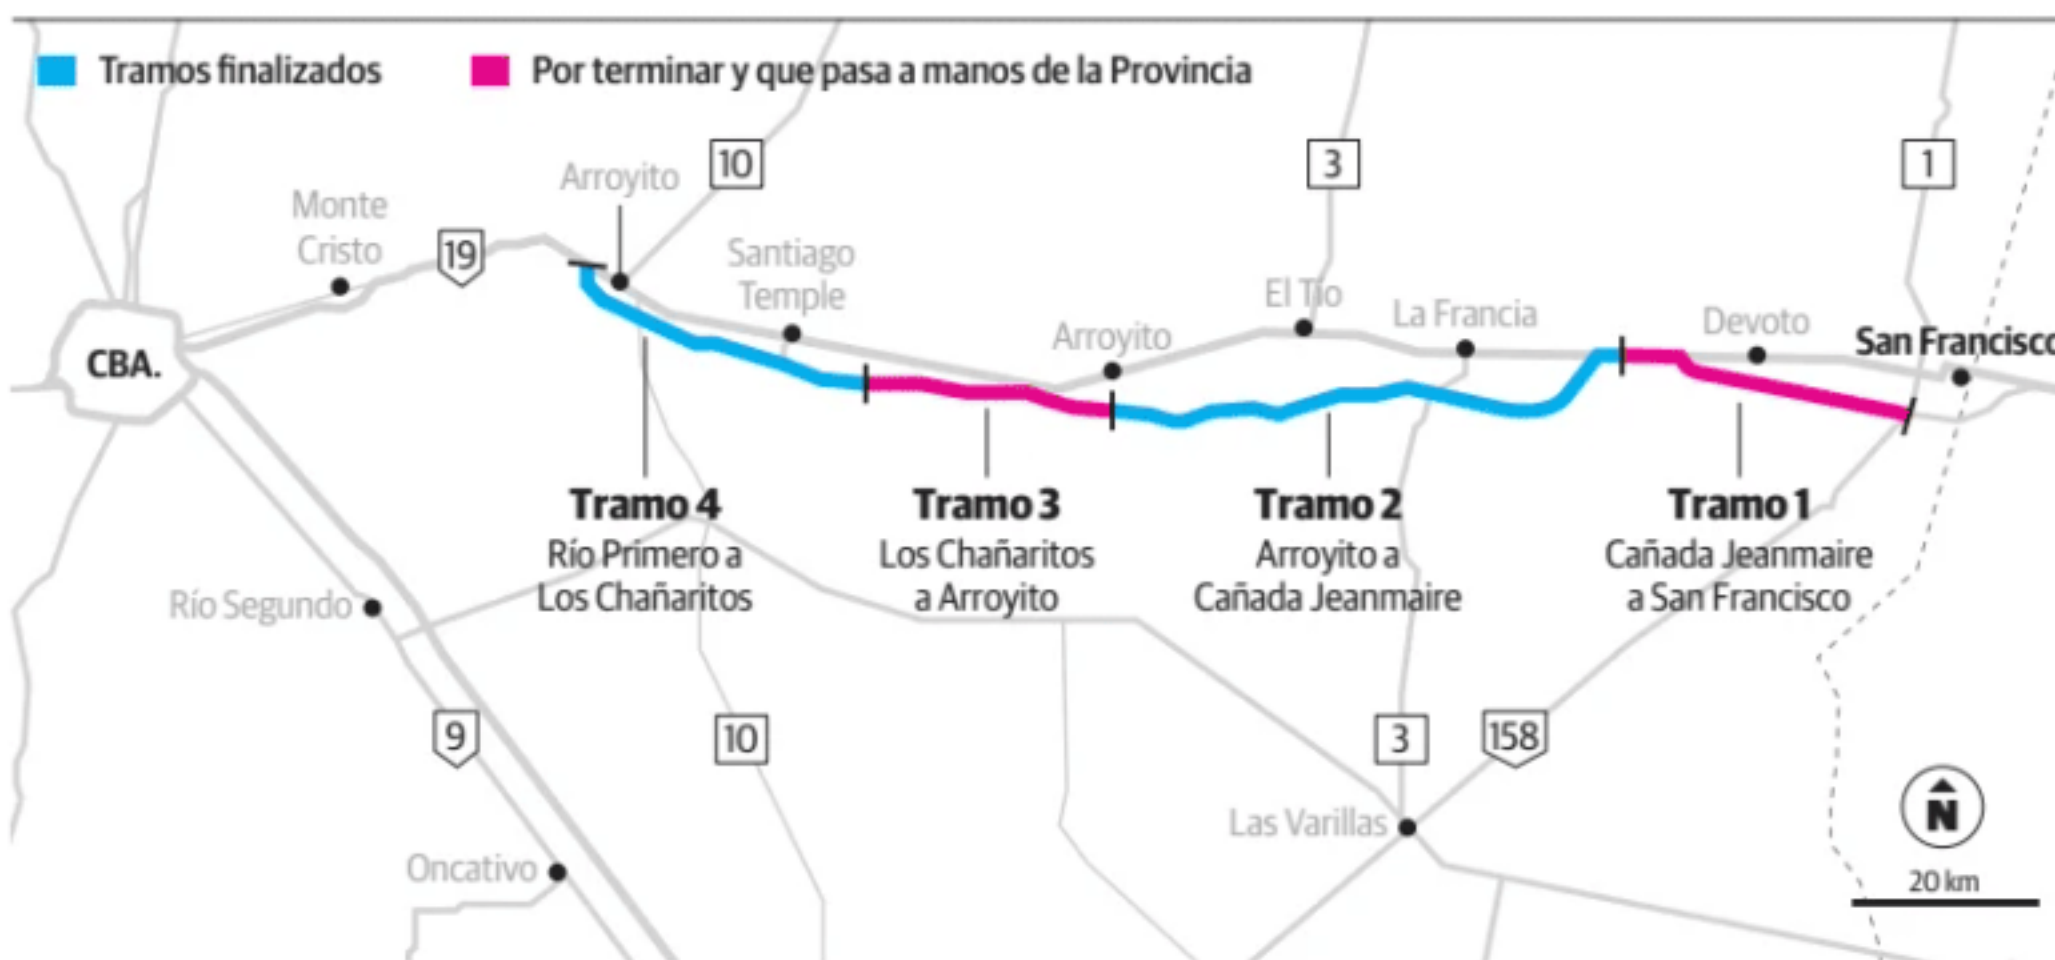 Tramos finalizados
Por terminar y que pasa a manos de la Provincia
10
3
1
Arroyito
Monte
Cristo
19
Santiago
Temple
El Tío
La Francia
Arroyito
Devoto
San Francisco
CBA.
Tramo 4
Río Primero a
Los Chañaritos
Tramo 3
Los Chañaritos
a Arroyito
Tramo 2
Arroyito a
Cañada Jeanmaire
Tramo 1
Cañada Jeanmaire
a San Francisco
Río Segundo
9
10
3
158
Las Varillas
Oncativo
N
20 km